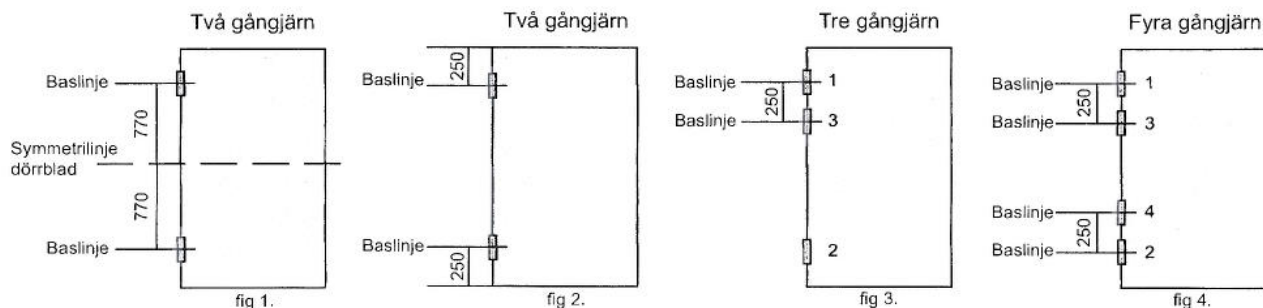 Två gångjärn
Baslinje
770
Symmetrilinje
dörrblad
770
Baslinje
fig 1.
Två gångjärn
250
Baslinje
Baslinje
250
fig 2.
Tre gångjärn
Baslinje
1
250
Baslinje
3
2
fig 3.
Fyra gångjärn
Baslinje
1
250
Baslinje
3
Baslinje
4
250
Baslinje
2
fig 4.